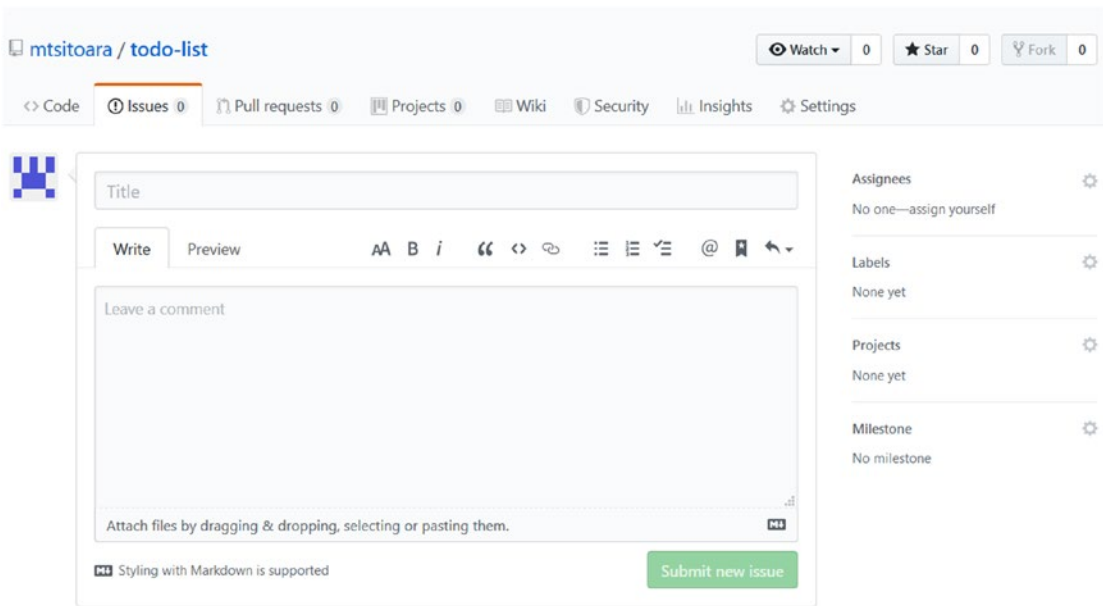 mtsitoara / todo-list
Watch 0 Star 0 Fork 0
Code Issues 0 Pull requests 0 Projects 0 Wiki Security Insights Settings
Title
Write Preview AA B i “ <> @
Leave a comment
Attach files by dragging & dropping, selecting or pasting them.
Styling with Markdown is supported
Submit new issue
Assignees
No one—assign yourself
Labels
None yet
Projects
None yet
Milestone
No milestone